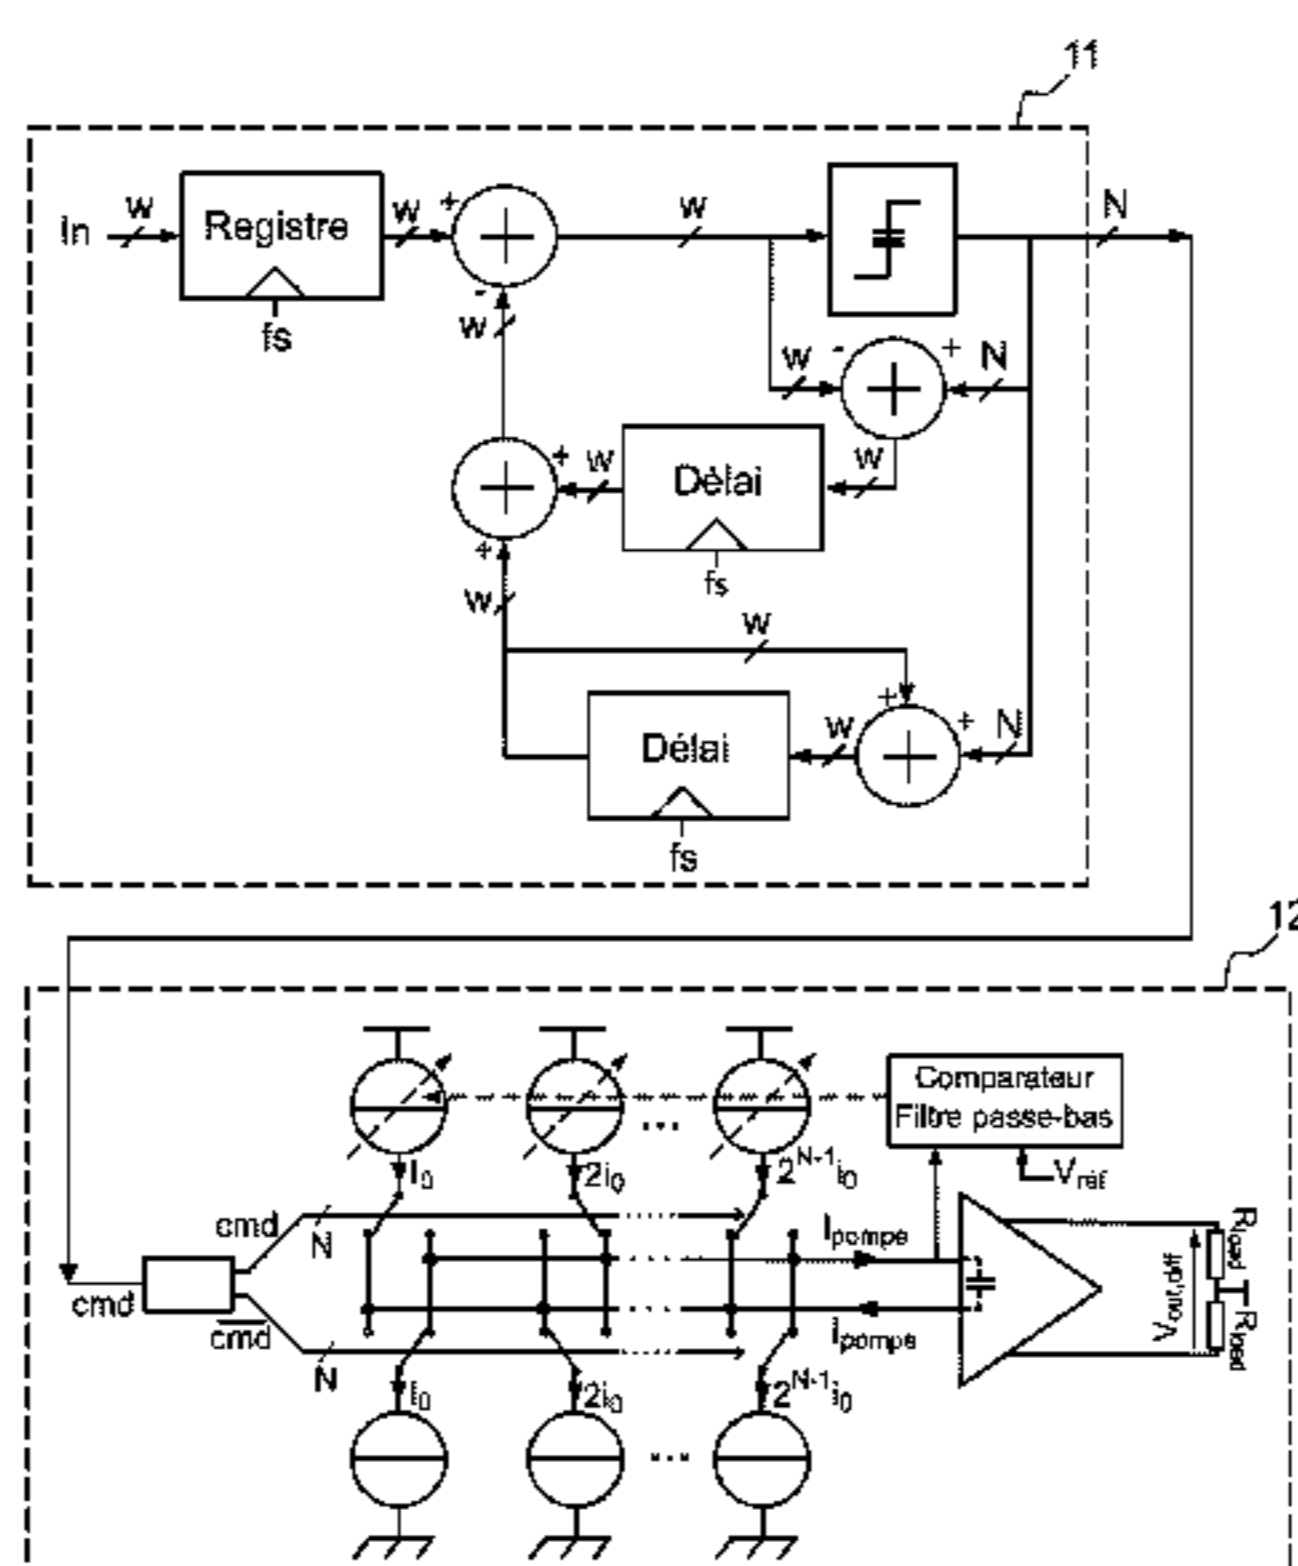 11
In
w
Registre
fs
w
+
-
w
w
N
-
+
w
N
w
+
w
Délai
fs
w
+
w
w
+
+
N
w
Délai
fs
12
Comparateur
Filtre passe-bas
Vref
I0
2i0
...
2N-1i0
cmd
N
cmd
cmd
N
Ipompe
ipompe
Rload
Vout,diff
Rload
I0
2i0
...
2N-1i0